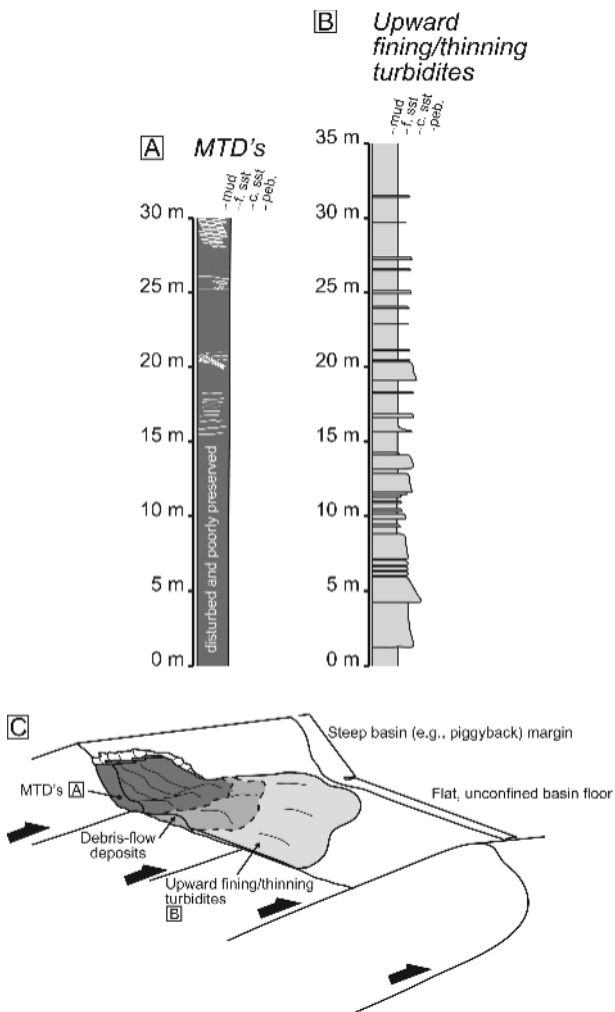 B Upward
fining/thinning
turbidites
mud
f. sst
c. sst
peb.
35 m
30 m
25 m
20 m
15 m
10 m
5 m
0 m
A MTD's
mud
f. sst
c. sst
peb.
30 m
25 m
20 m
15 m
10 m
5 m
0 m
disturbed and poorly preserved
C
Steep basin (e.g., piggyback) margin
Flat, unconfined basin floor
MTD's A
Debris-flow
deposits
Upward fining/thinning
turbidites
B